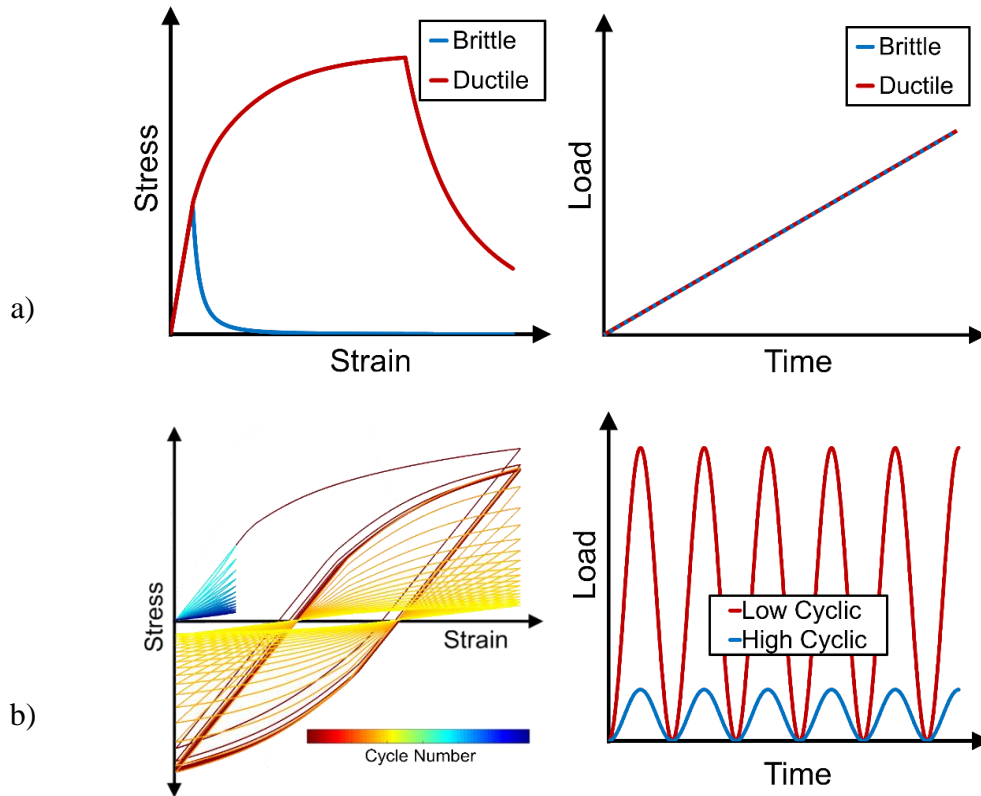 a)
Stress
Strain
Brittle
Ductile
Load
Time
Brittle
Ductile
b)
Stress
Strain
Cycle Number
Load
Time
Low Cyclic
High Cyclic